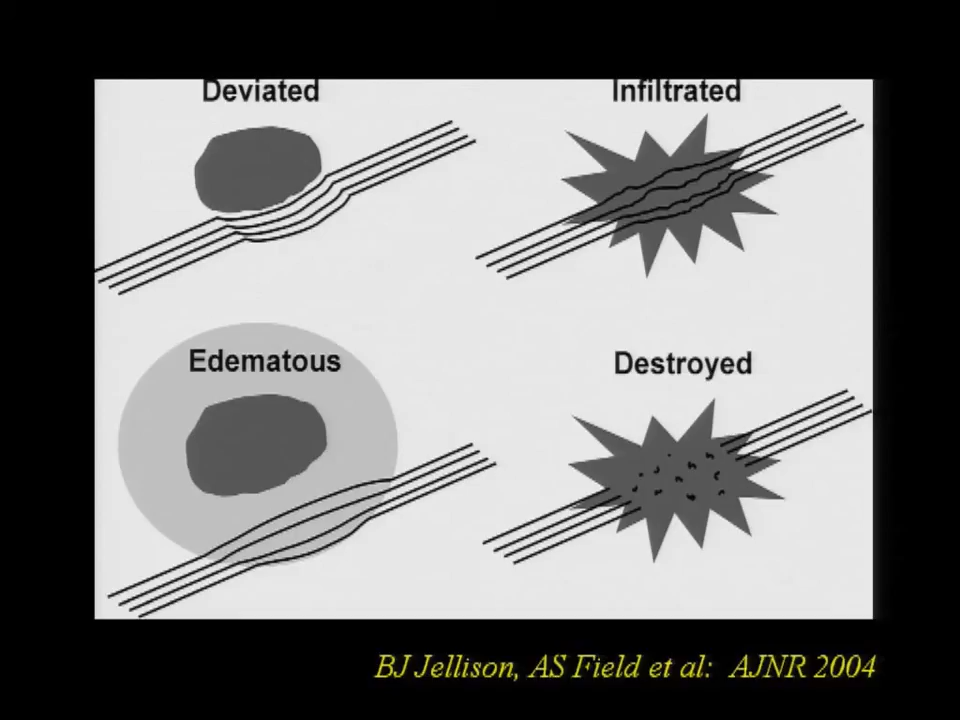 Deviated
Infiltrated
Edematous
Destroyed
BJ Jellison, AS Field et al: AJNR 2004